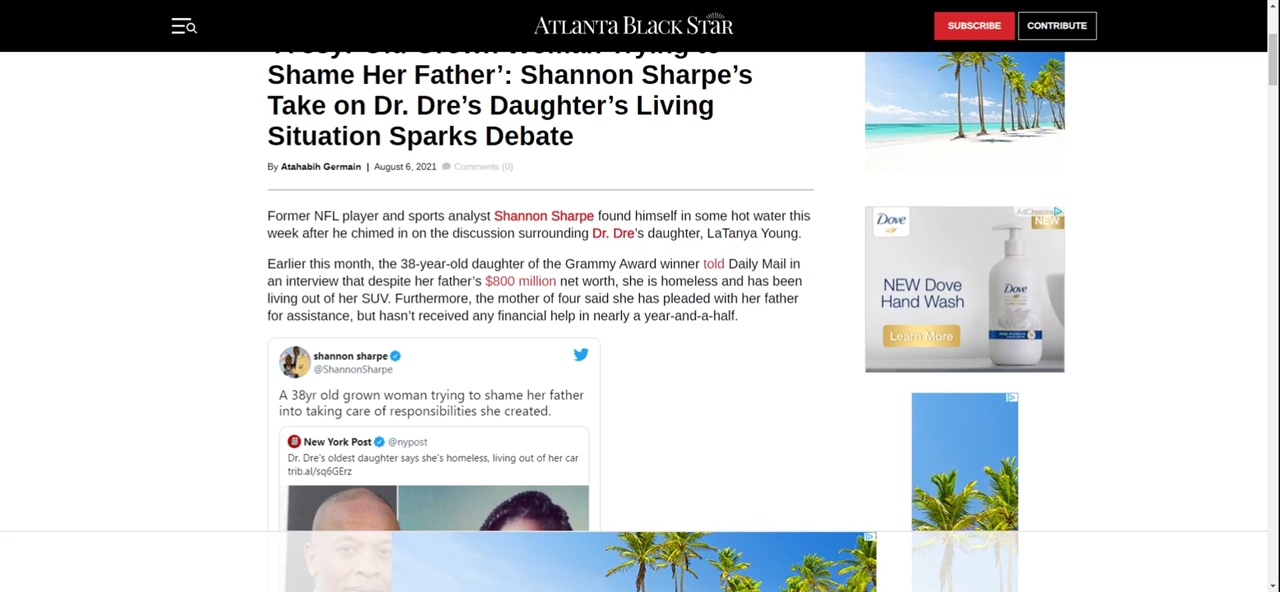 ATLANTA BLACK STAR
SUBSCRIBE
CONTRIBUTE
Shame Her Father’: Shannon Sharpe’s
Take on Dr. Dre’s Daughter’s Living
Situation Sparks Debate
By Atahabih Germain | August 6, 2021 Comments (0)
Former NFL player and sports analyst Shannon Sharpe found himself in some hot water this
week after he chimed in on the discussion surrounding Dr. Dre’s daughter, LaTanya Young.
Earlier this month, the 38-year-old daughter of the Grammy Award winner told Daily Mail in
an interview that despite her father’s $800 million net worth, she is homeless and has been
living out of her SUV. Furthermore, the mother of four said she has pleaded with her father
for assistance, but hasn’t received any financial help in nearly a year-and-a-half.
shannon sharpe
@ShannonSharpe
A 38yr old grown woman trying to shame her father
into taking care of responsibilities she created.
New York Post @nypost
Dr. Dre's oldest daughter says she's homeless, living out of her car
trib.al/sq6GErz
AdChoices
Dove
NEW
NEW Dove
Hand Wash
Learn More
Dove